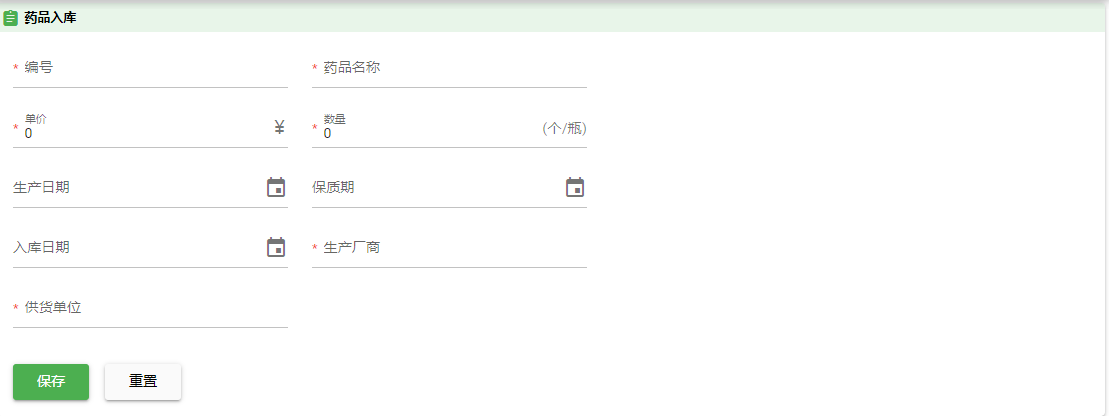 药品入库
* 编号
* 药品名称
* 单价
0 ¥
* 数量
0 (个/瓶)
生产日期
保质期
入库日期
* 生产厂商
* 供货单位
保存
重置